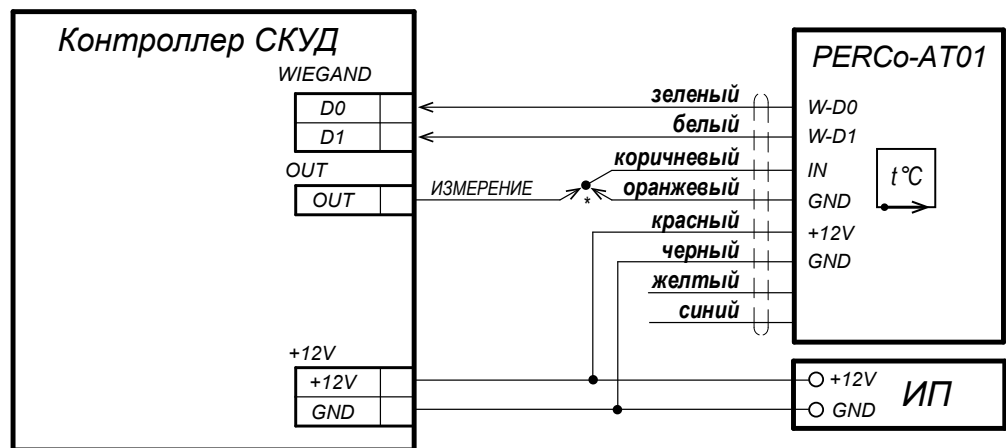 Контроллер СКУД
WIEGAND
D0
D1
OUT
OUT
ИЗМЕРЕНИЕ
*
+12V
+12V
GND
зеленый
белый
коричневый
оранжевый
красный
черный
желтый
синий
PERCo-AT01
W-D0
W-D1
IN
GND
+12V
GND
t°C
+12V
GND
ИП